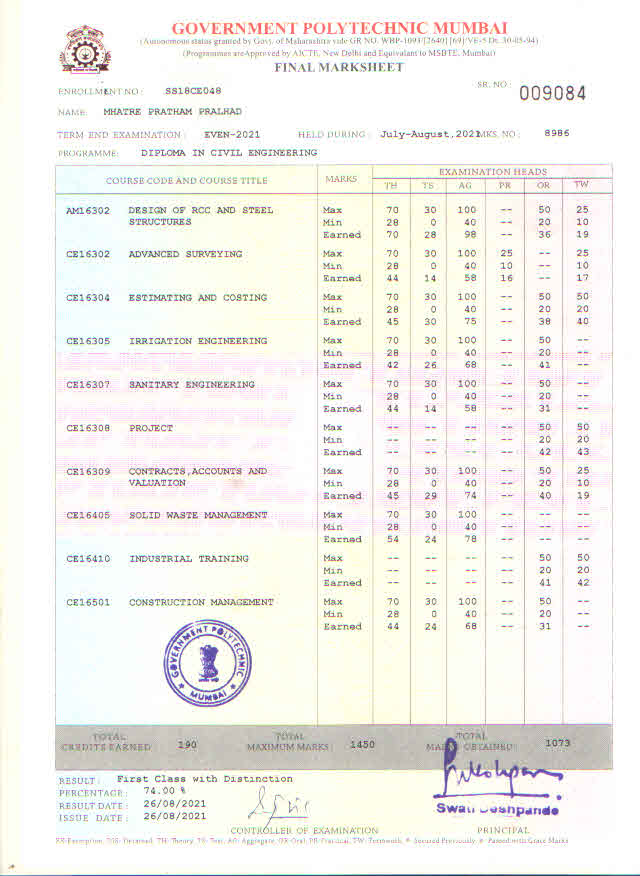 GOVERNMENT POLYTECHNIC MUMBAI
(Autonomous status granted by Govt. of Maharashtra vide GR NO. WBP-1093/[2640]/[69]/VE-5 Dt. 30-05-94)
(Programmes are Approved by AICTE, New Delhi and Equivalent to MSBTE, Mumbai)
FINAL MARKSHEET
ENROLLMENT NO : SS18CE048 SR. NO : 009084
NAME: MHATRE PRATHAM PRALHAD
TERM END EXAMINATION : EVEN-2021 HELD DURING : July-August,2021 MKS. NO : 8986
PROGRAMME: DIPLOMA IN CIVIL ENGINEERING
COURSE CODE AND COURSE TITLE MARKS EXAMINATION HEADS
TH TS AG PR OR TW
AM16302 DESIGN OF RCC AND STEEL Max 70 30 100 -- 50 25
STRUCTURES Min 28 0 40 -- 20 10
Earned 70 28 98 -- 36 19
CE16302 ADVANCED SURVEYING Max 70 30 100 25 -- 25
Min 28 0 40 10 -- 10
Earned 44 14 58 16 -- 17
CE16304 ESTIMATING AND COSTING Max 70 30 100 -- 50 50
Min 28 0 40 -- 20 20
Earned 45 30 75 -- 38 40
CE16305 IRRIGATION ENGINEERING Max 70 30 100 -- 50 --
Min 28 0 40 -- 20 --
Earned 42 26 68 -- 41 --
CE16307 SANITARY ENGINEERING Max 70 30 100 -- 50 --
Min 28 0 40 -- 20 --
Earned 44 14 58 -- 31 --
CE16308 PROJECT Max -- -- -- -- 50 50
Min -- -- -- -- 20 20
Earned -- -- -- -- 42 43
CE16309 CONTRACTS,ACCOUNTS AND Max 70 30 100 -- 50 25
VALUATION Min 28 0 40 -- 20 10
Earned 45 29 74 -- 40 19
CE16405 SOLID WASTE MANAGEMENT Max 70 30 100 -- -- --
Min 28 0 40 -- -- --
Earned 54 24 78 -- -- --
CE16410 INDUSTRIAL TRAINING Max -- -- -- -- 50 50
Min -- -- -- -- 20 20
Earned -- -- -- -- 41 42
CE16501 CONSTRUCTION MANAGEMENT Max 70 30 100 -- 50 --
Min 28 0 40 -- 20 --
Earned 44 24 68 -- 31 --
GOVERNMENT POLYTECHNIC
MUMBAI
TOTAL CREDITS EARNED 190 TOTAL MAXIMUM MARKS : 1450 TOTAL MARKS OBTAINED : 1073
RESULT : First Class with Distinction
PERCENTAGE : 74.00 %
RESULT DATE : 26/08/2021
ISSUE DATE : 26/08/2021
Swati Deshpande
CONTROLLER OF EXAMINATION PRINCIPAL
EX-Exemption, DIS- Detained, TH- Theory, TS- Test, AG- Aggregate, OR-Oral, PR-Practical, TW- Termwork, Secured Previously, Passed with Grace Marks